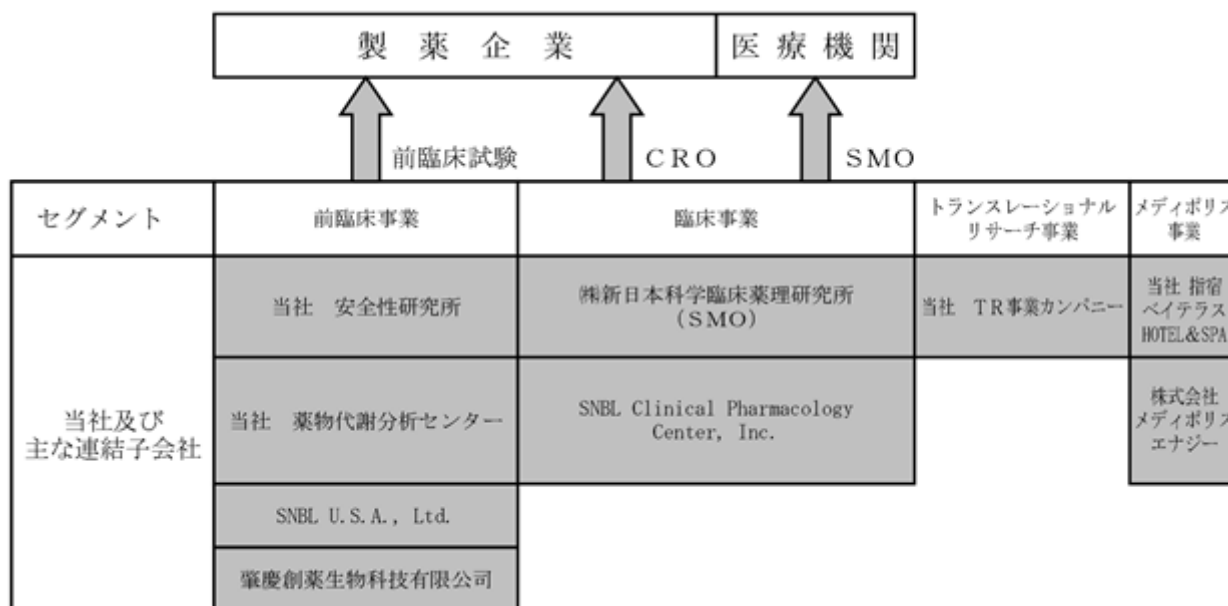 製薬企業
医療機関
前臨床試験
ＣＲＯ
ＳＭＯ
セグメント
前臨床事業
臨床事業
トランスレーショナル
リサーチ事業
メディポリス
事業
当社及び
主な連結子会社
当社　安全性研究所
㈱新日本科学臨床薬理研究所
（ＳＭＯ）
当社　ＴＲ事業カンパニー
当社 指宿
ベイテラス
HOTEL&SPA
当社　薬物代謝分析センター
SNBL Clinical Pharmacology
Center, Inc.
株式会社
メディポリス
エナジー
SNBL U.S.A., Ltd.
肇慶創薬生物科技有限公司